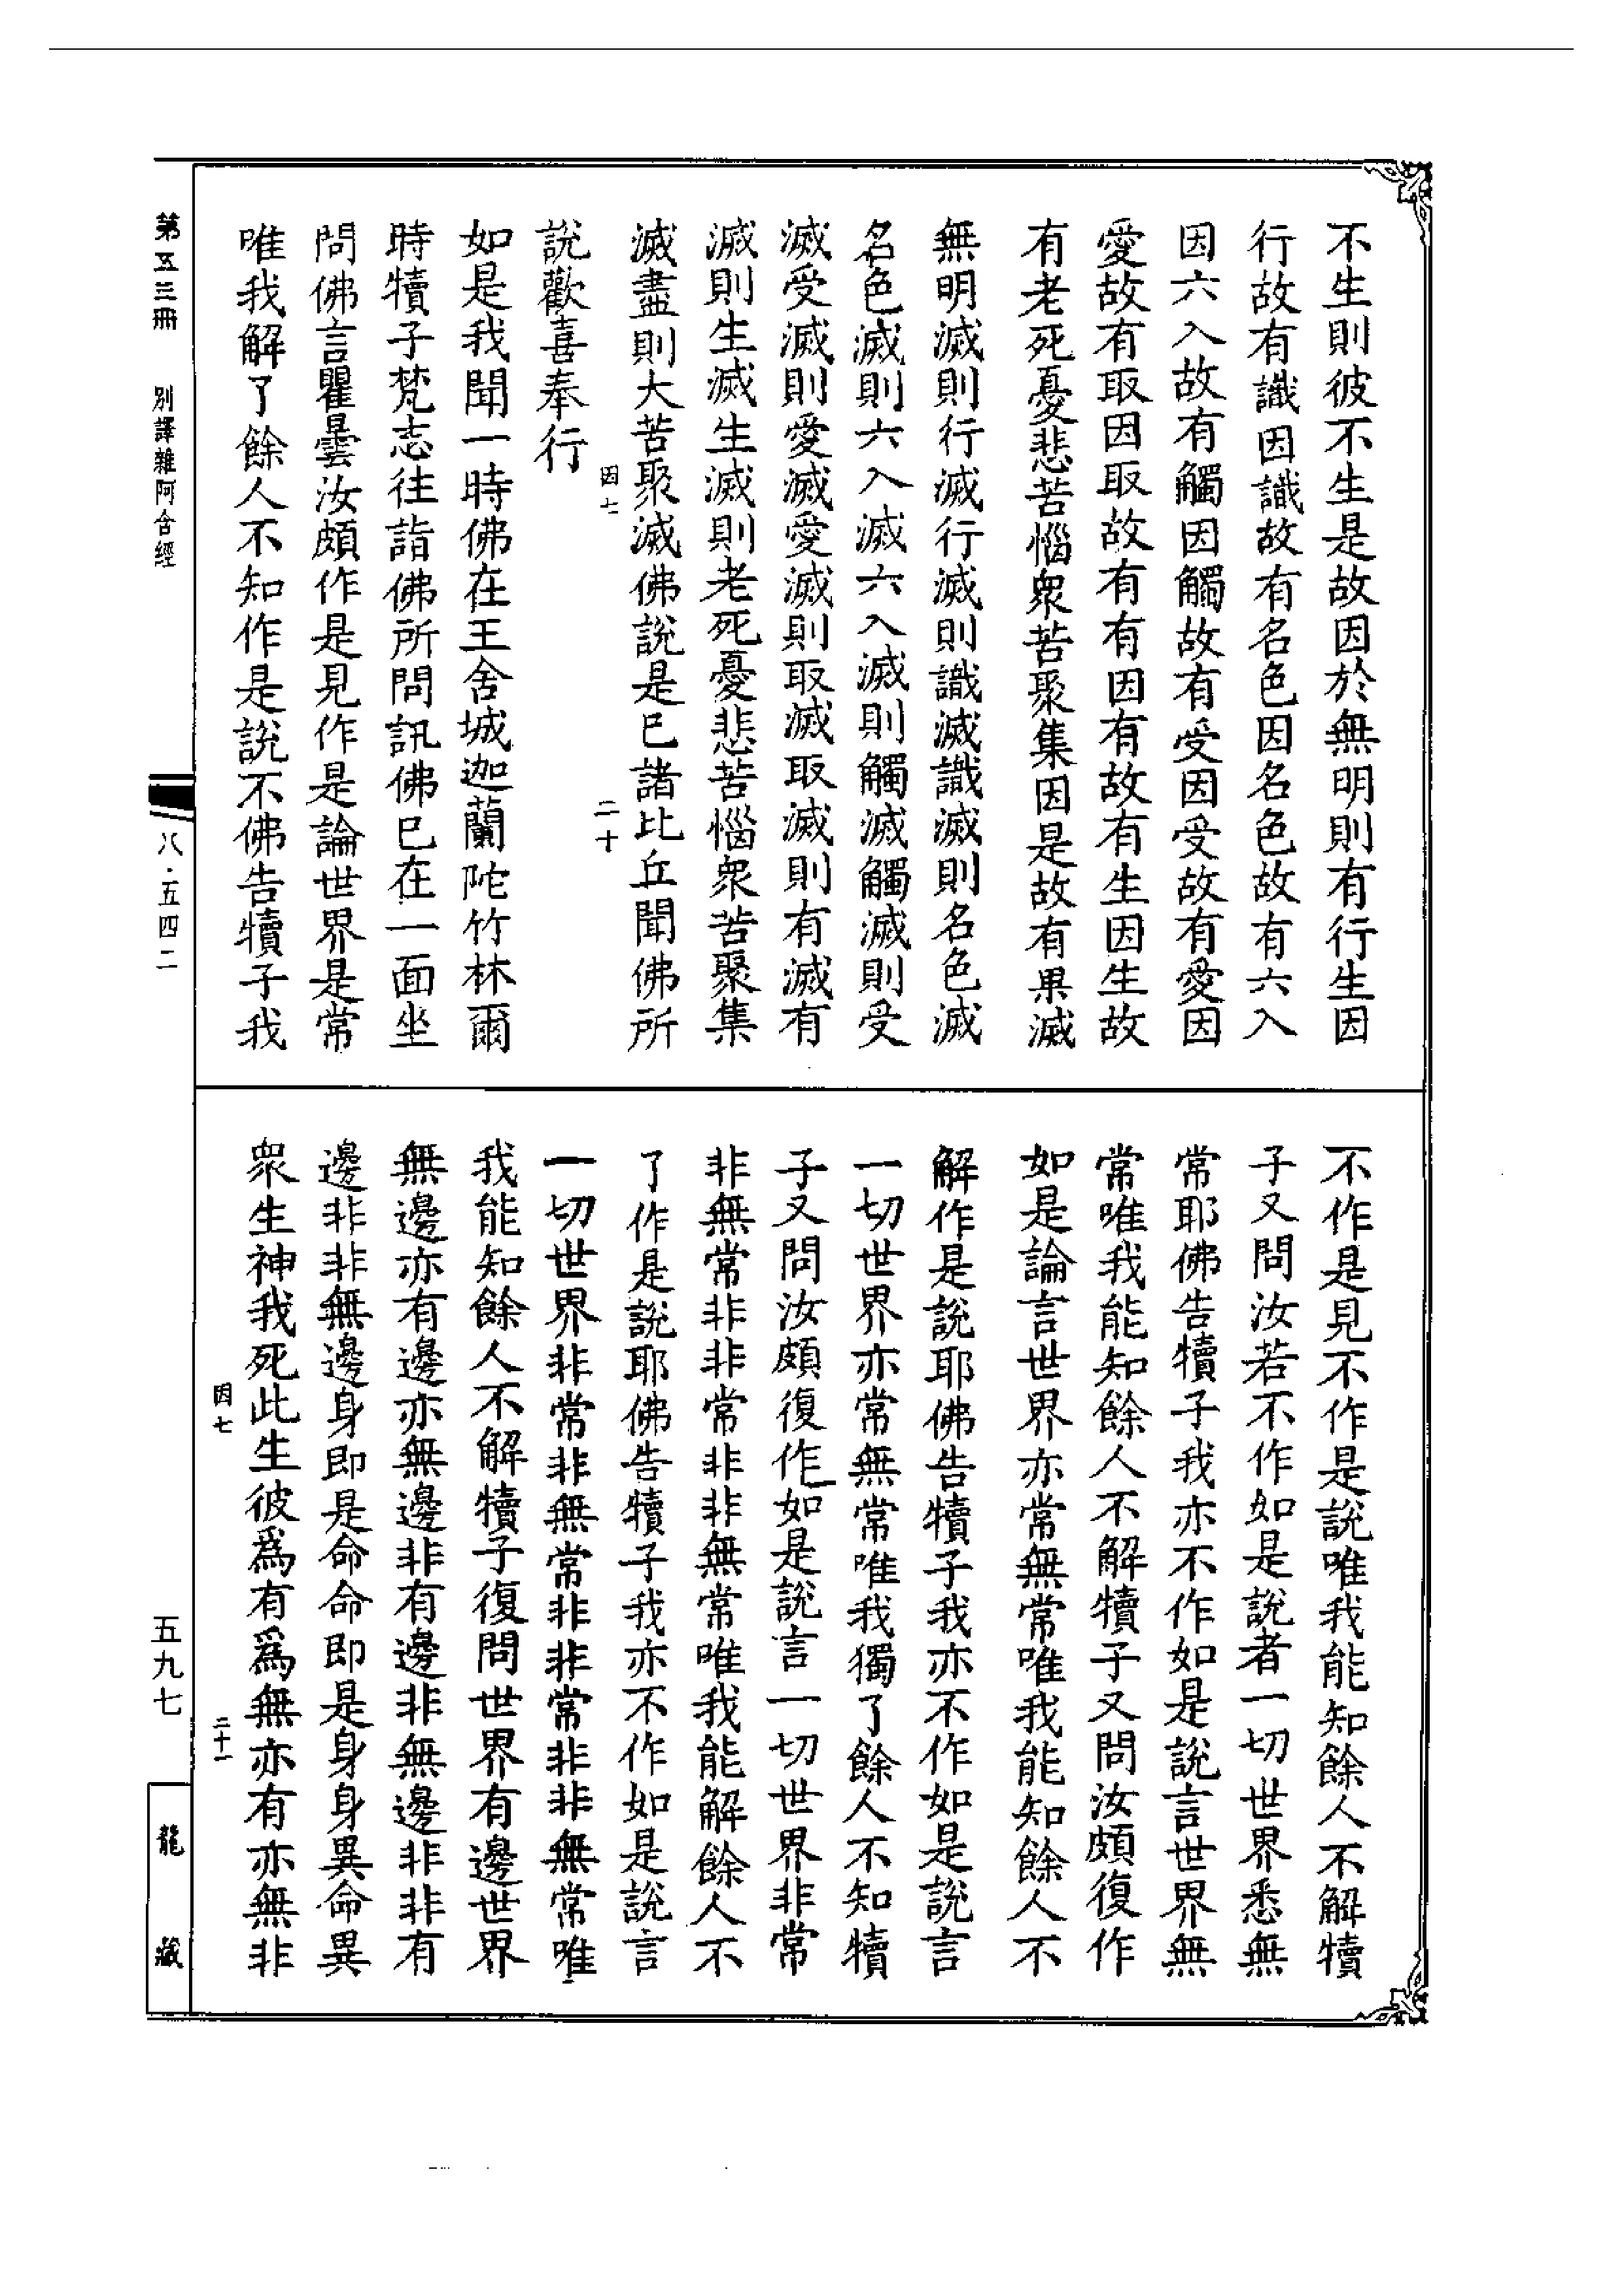 不生則彼不生是故因於無明則有行生因
行故有識因識故有名色因名色故有六入
因六入故有觸因觸故有受因受故有愛因
愛故有取因取故有有因有故有生因生故
有老死憂悲苦惱衆苦聚集因是故有果滅
無明滅則行滅行滅則識滅識滅則名色滅
名色滅則六入滅六入滅則觸滅觸滅則受
滅受滅則愛滅愛滅則取滅取滅則有滅有
滅則生滅生滅則老死憂悲苦惱衆苦聚集
滅盡則大苦聚滅佛說是已諸比丘聞佛所
因七　二十
說歡喜奉行
如是我聞一時佛在王舍城迦蘭陀竹林爾
時犢子梵志往詣佛所問訊佛已在一面坐
問佛言瞿曇汝頗作是見作是論世界是常
唯我解了餘人不知作是說不佛告犢子我
不作是見不作是說唯我能知餘人不解犢
子又問汝若不作如是說者一切世界悉無
常耶佛告犢子我亦不作如是說言世界無
常唯我能知餘人不解犢子又問汝頗復作
如是論言世界亦常無常唯我能知餘人不
解作是說耶佛告犢子我亦不作如是說言
一切世界亦常無常唯我獨了餘人不知犢
子又問汝頗復作如是說言一切世界非常
非無常非非常非非無常唯我能解餘人不
了作是說耶佛告犢子我亦不作如是說言
一切世界非常非無常非非常非非無常唯
我能知餘人不解犢子復問世界有邊世界
無邊亦有邊亦無邊非有邊非無邊非非有
邊非非無邊身即是命命即是身身異命異
衆生神我死此生彼爲有爲無亦有亦無非
因七　二十一
第五三冊　別譯雜阿含經
八·五四二
五九七
龍藏